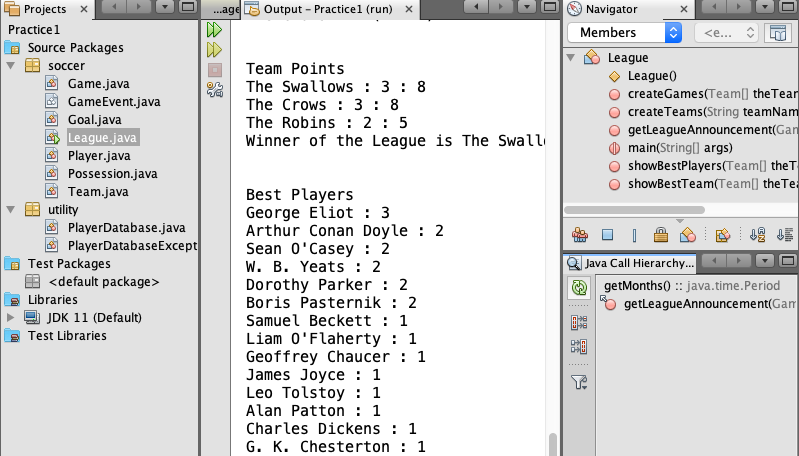 Projects
Practice1
Source Packages
soccer
Game.java
GameEvent.java
Goal.java
League.java
Player.java
Possession.java
Team.java
utility
PlayerDatabase.java
PlayerDatabaseExcept
Test Packages
<default package>
Libraries
JDK 11 (Default)
Test Libraries
...age
Output – Practice1 (run)
Team Points
The Swallows : 3 : 8
The Crows : 3 : 8
The Robins : 2 : 5
Winner of the League is The Swallo
Best Players
George Eliot : 3
Arthur Conan Doyle : 2
Sean O'Casey : 2
W. B. Yeats : 2
Dorothy Parker : 2
Boris Pasternik : 2
Samuel Beckett : 1
Liam O'Flaherty : 1
Geoffrey Chaucer : 1
James Joyce : 1
Leo Tolstoy : 1
Alan Patton : 1
Charles Dickens : 1
G. K. Chesterton : 1
Navigator
Members
<e...
League
League()
createGames(Team[] theTeam
createTeams(String teamNam
getLeagueAnnouncement(Gam
main(String[] args)
showBestPlayers(Team[] theT
showBestTeam(Team[] theTe
Java Call Hierarchy...
getMonths() :: java.time.Period
getLeagueAnnouncement(Gam